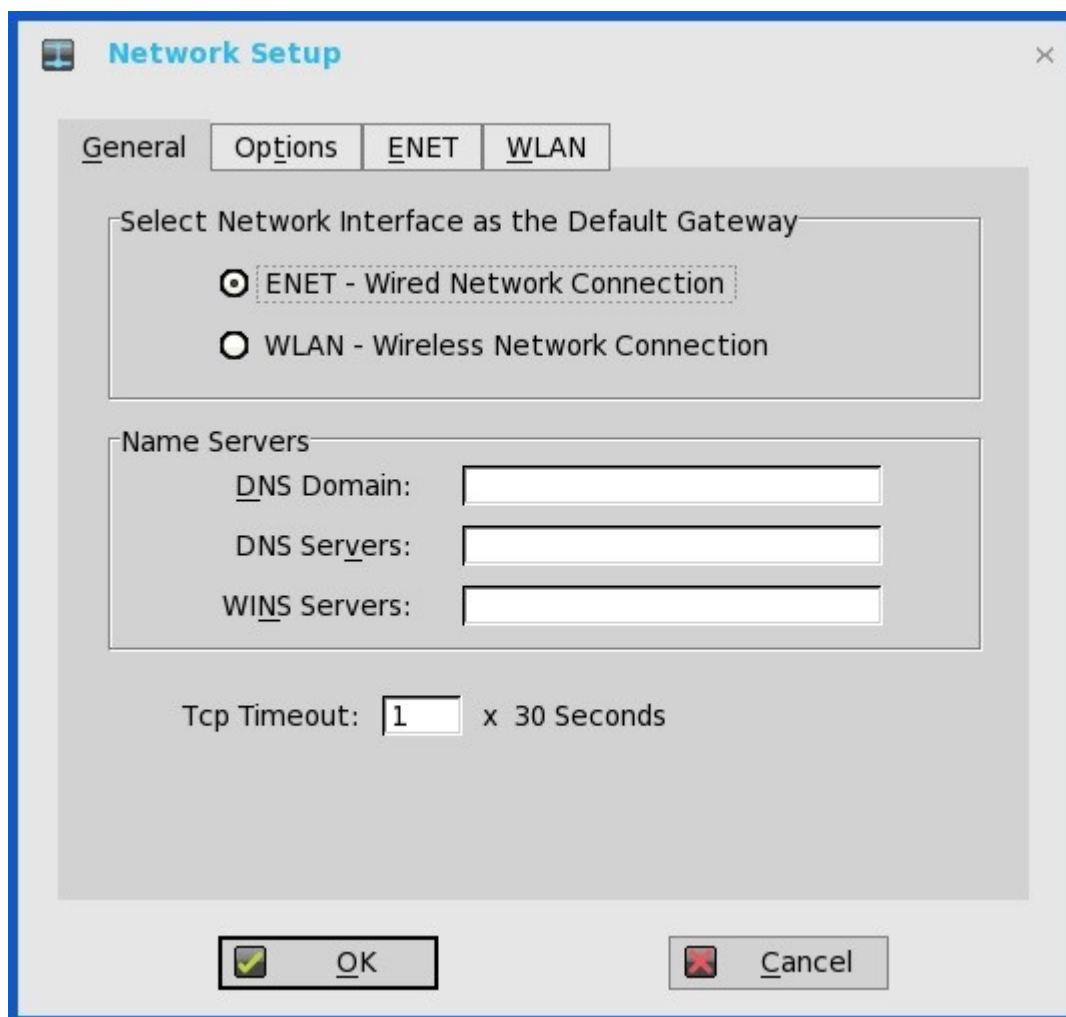 Network Setup
General Options ENET WLAN
Select Network Interface as the Default Gateway
ENET - Wired Network Connection
WLAN - Wireless Network Connection
Name Servers
DNS Domain:
DNS Servers:
WINS Servers:
Tcp Timeout: 1 x 30 Seconds
OK Cancel